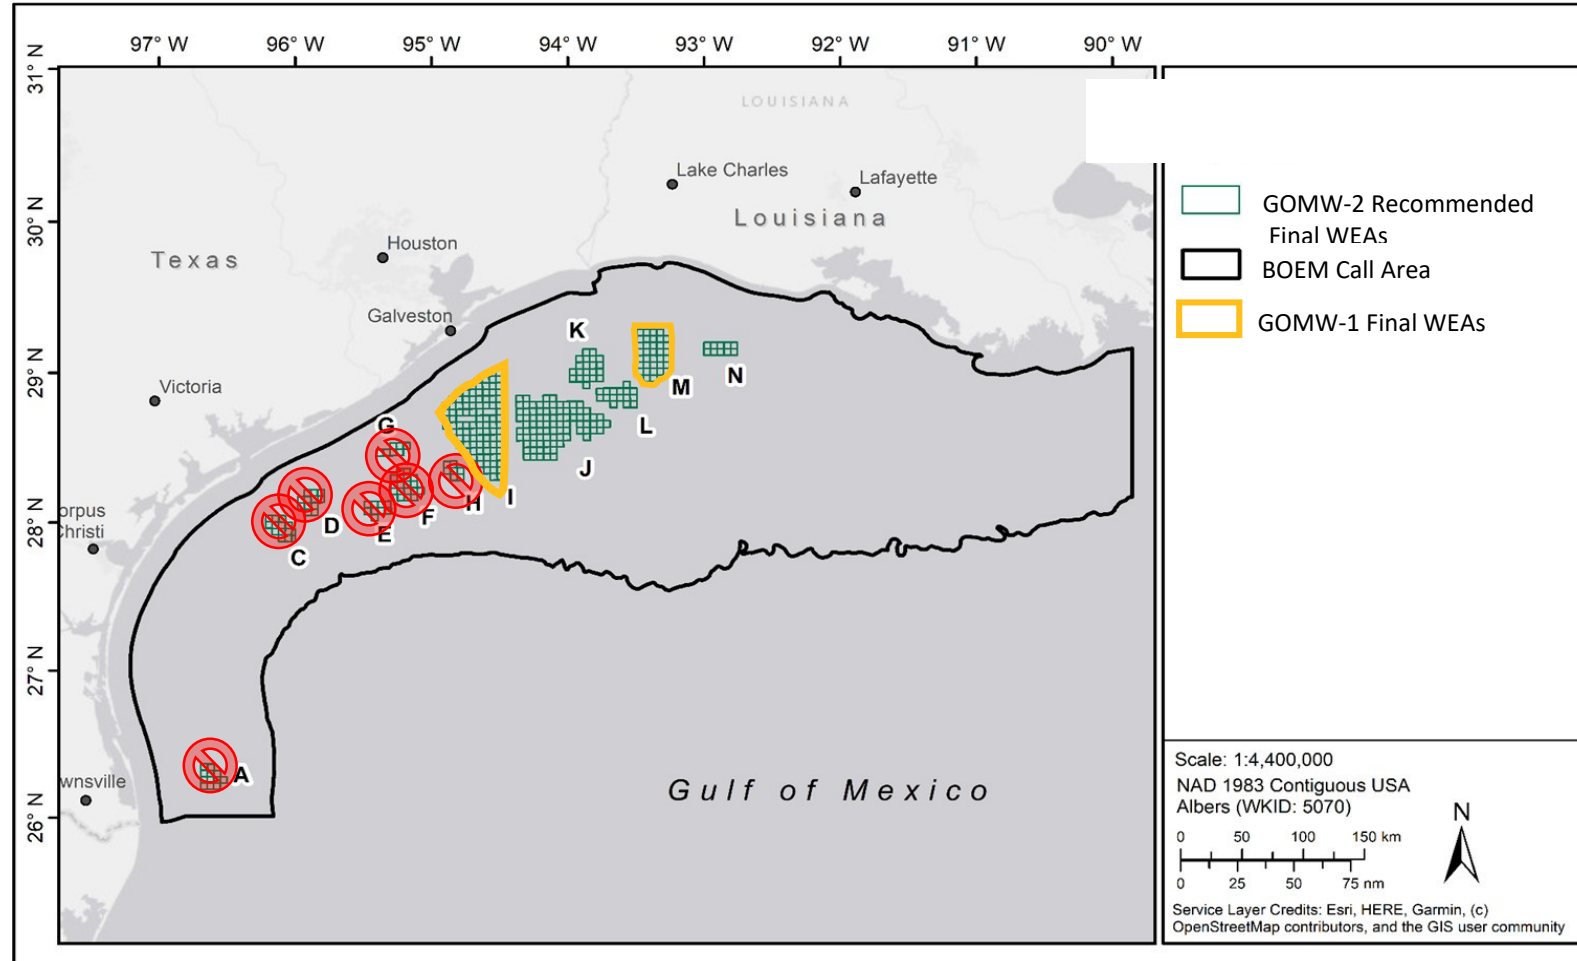 97° W 96° W 95° W 94° W 93° W 92° W 91° W 90° W
31° N
30° N
29° N
28° N
27° N
26° N
LOUISIANA
Lake Charles
Lafayette
Louisiana
Houston
Texas
Galveston
Victoria
K
N
M
L
G
J
I
H
F
D
E
C
orpus
Christi
A
wnsville
Gulf of Mexico
GOMW-2 Recommended
Final WEAs
BOEM Call Area
GOMW-1 Final WEAs
Scale: 1:4,400,000
NAD 1983 Contiguous USA
Albers (WKID: 5070)
N
0 50 100 150 km
0 25 50 75 nm
Service Layer Credits: Esri, HERE, Garmin, (c)
OpenStreetMap contributors, and the GIS user community